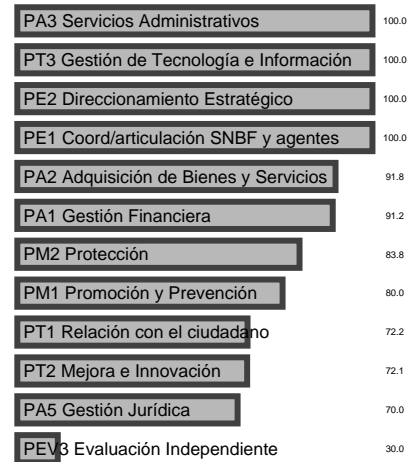 PA3 Servicios Administrativos 100.0
PT3 Gestión de Tecnología e Información 100.0
PE2 Direccionamiento Estratégico 100.0
PE1 Coord/articulación SNBF y agentes 100.0
PA2 Adquisición de Bienes y Servicios 91.8
PA1 Gestión Financiera 91.2
PM2 Protección 83.8
PM1 Promoción y Prevención 80.0
PT1 Relación con el ciudadano 72.2
PT2 Mejora e Innovación 72.1
PA5 Gestión Jurídica 70.0
PEV3 Evaluación Independiente 30.0